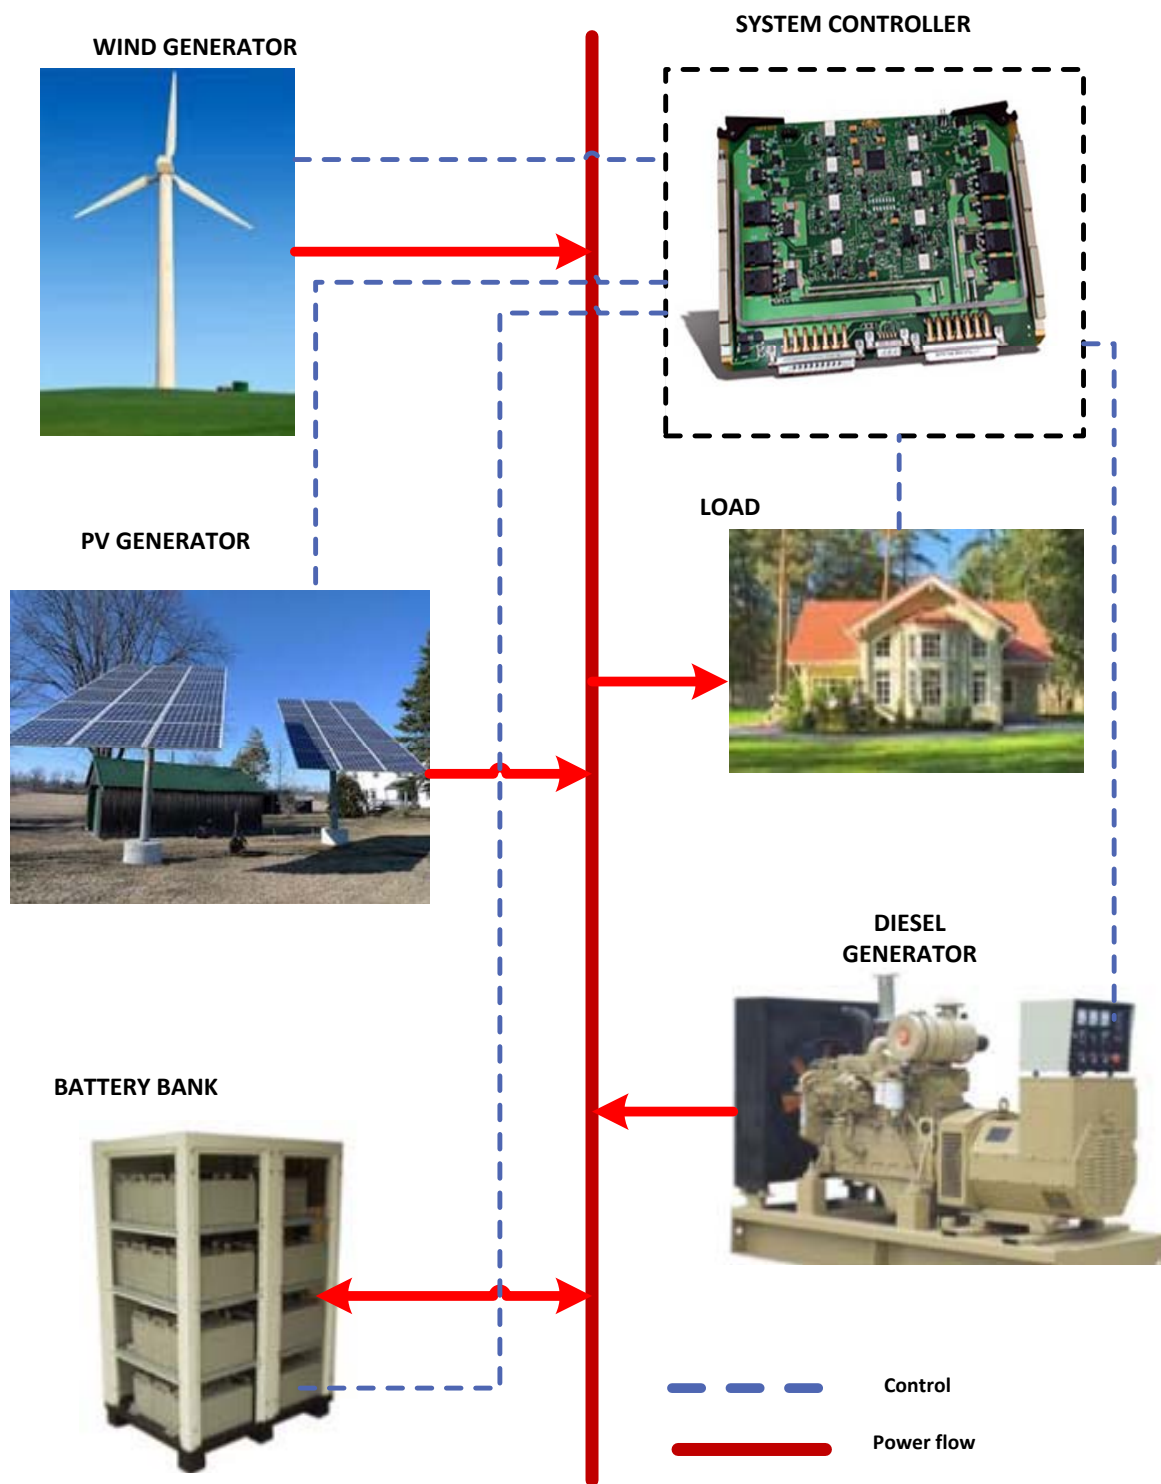 SYSTEM CONTROLLER
WIND GENERATOR
LOAD
PV GENERATOR
DIESEL
GENERATOR
BATTERY BANK
Control
Power flow